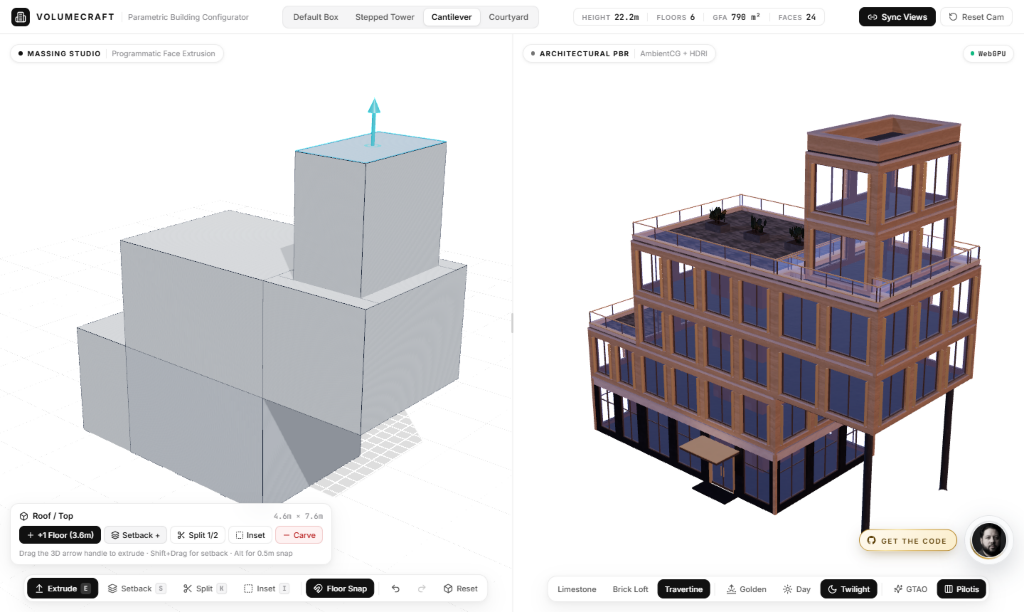 VOLUMECRAFT Parametric Building Configurator Default Box Stepped Tower Cantilever Courtyard HEIGHT 22.2m FLOORS 6 GFA 790 m² FACES 24 Sync Views Reset Cam
MASSING STUDIO Programmatic Face Extrusion
ARCHITECTURAL PBR AmbientCG + HDRI WebGPU
Roof / Top 4.6m × 7.6m
+1 Floor (3.6m) Setback + Split 1/2 Inset Carve
Drag the 3D arrow handle to extrude · Shift+Drag for setback · Alt for 0.5m snap
GET THE CODE
Extrude E Setback S Split K Inset I Floor Snap Reset
Limestone Brick Loft Travertine Golden Day Twilight GTAO Pilotis